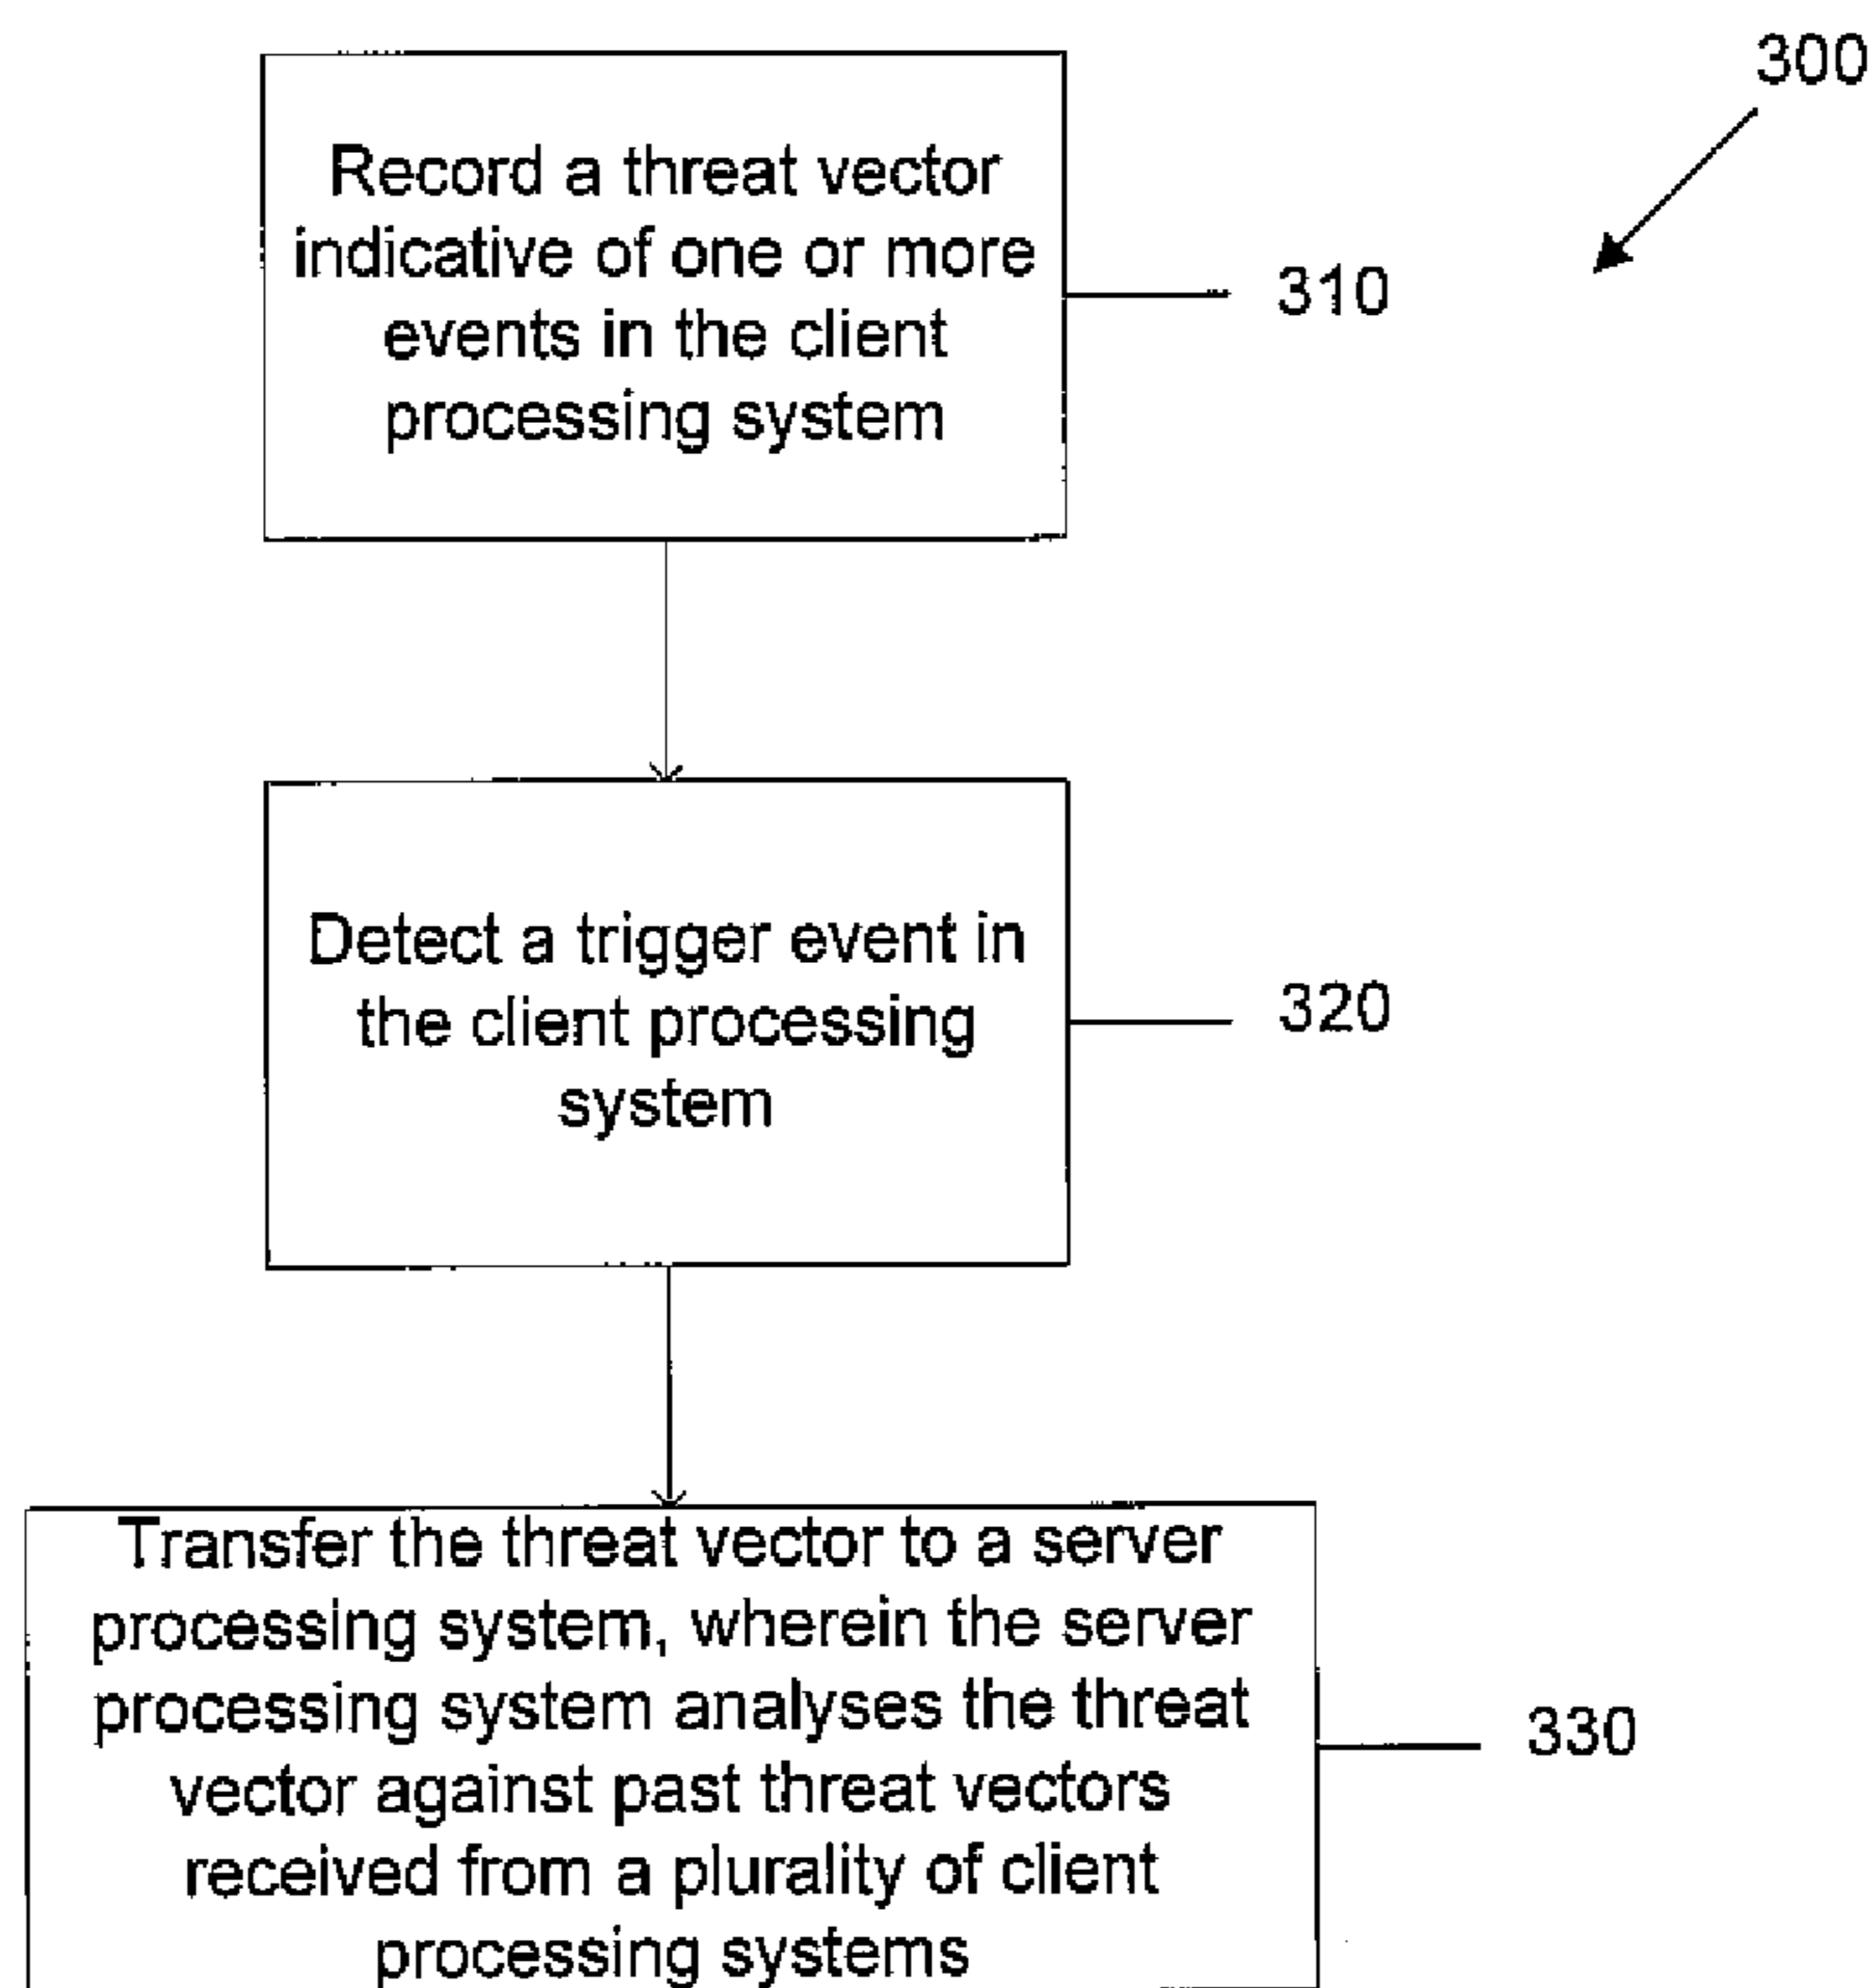 300
Record a threat vector
indicative of one or more
events in the client
processing system
310
Detect a trigger event in
the client processing
system
320
Transfer the threat vector to a server
processing system, wherein the server
processing system analyses the threat
vector against past threat vectors
received from a plurality of client
processing systems
330